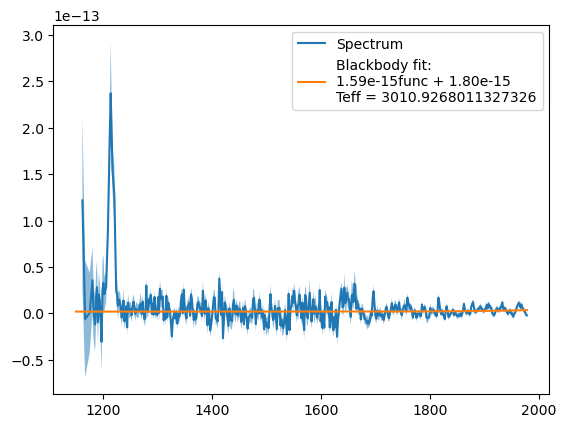 1e−13
3.0
2.5
2.0
1.5
1.0
0.5
0.0
−0.5
1200
1400
1600
1800
2000
Spectrum
Blackbody fit:
1.59e-15func + 1.80e-15
Teff = 3010.9268011327326